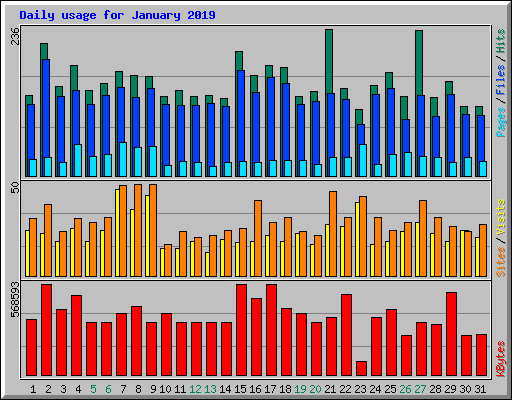 Daily usage for January 2019
236
Pages / Files / Hits
50
Sites / Visits
568593
KBytes
1 2 3 4 5 6 7 8 9 10 11 12 13 14 15 16 17 18 19 20 21 22 23 24 25 26 27 28 29 30 31